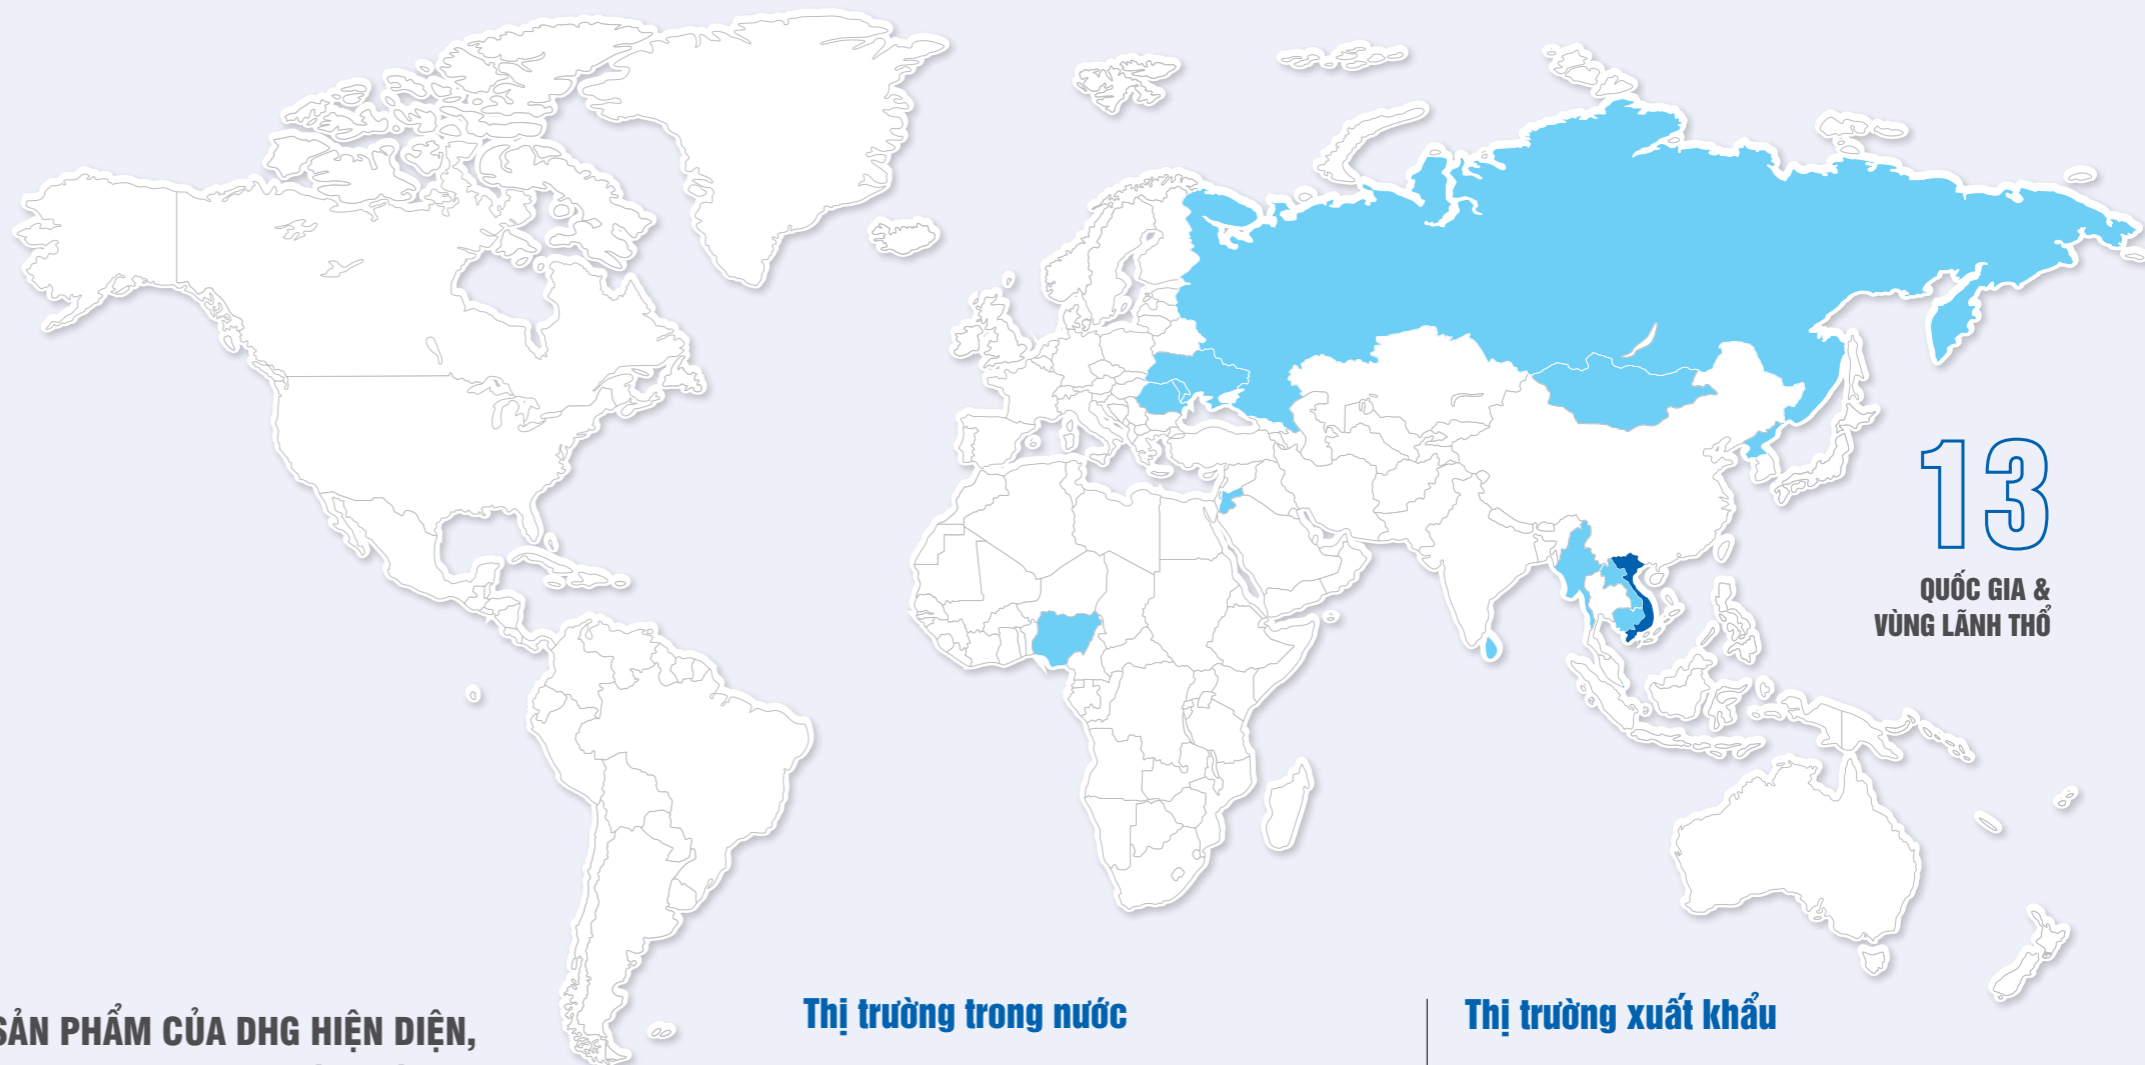 13
QUỐC GIA &
VÙNG LÃNH THỔ
SẢN PHẨM CỦA DHG HIỆN DIỆN,
Thị trường trong nước
Thị trường xuất khẩu